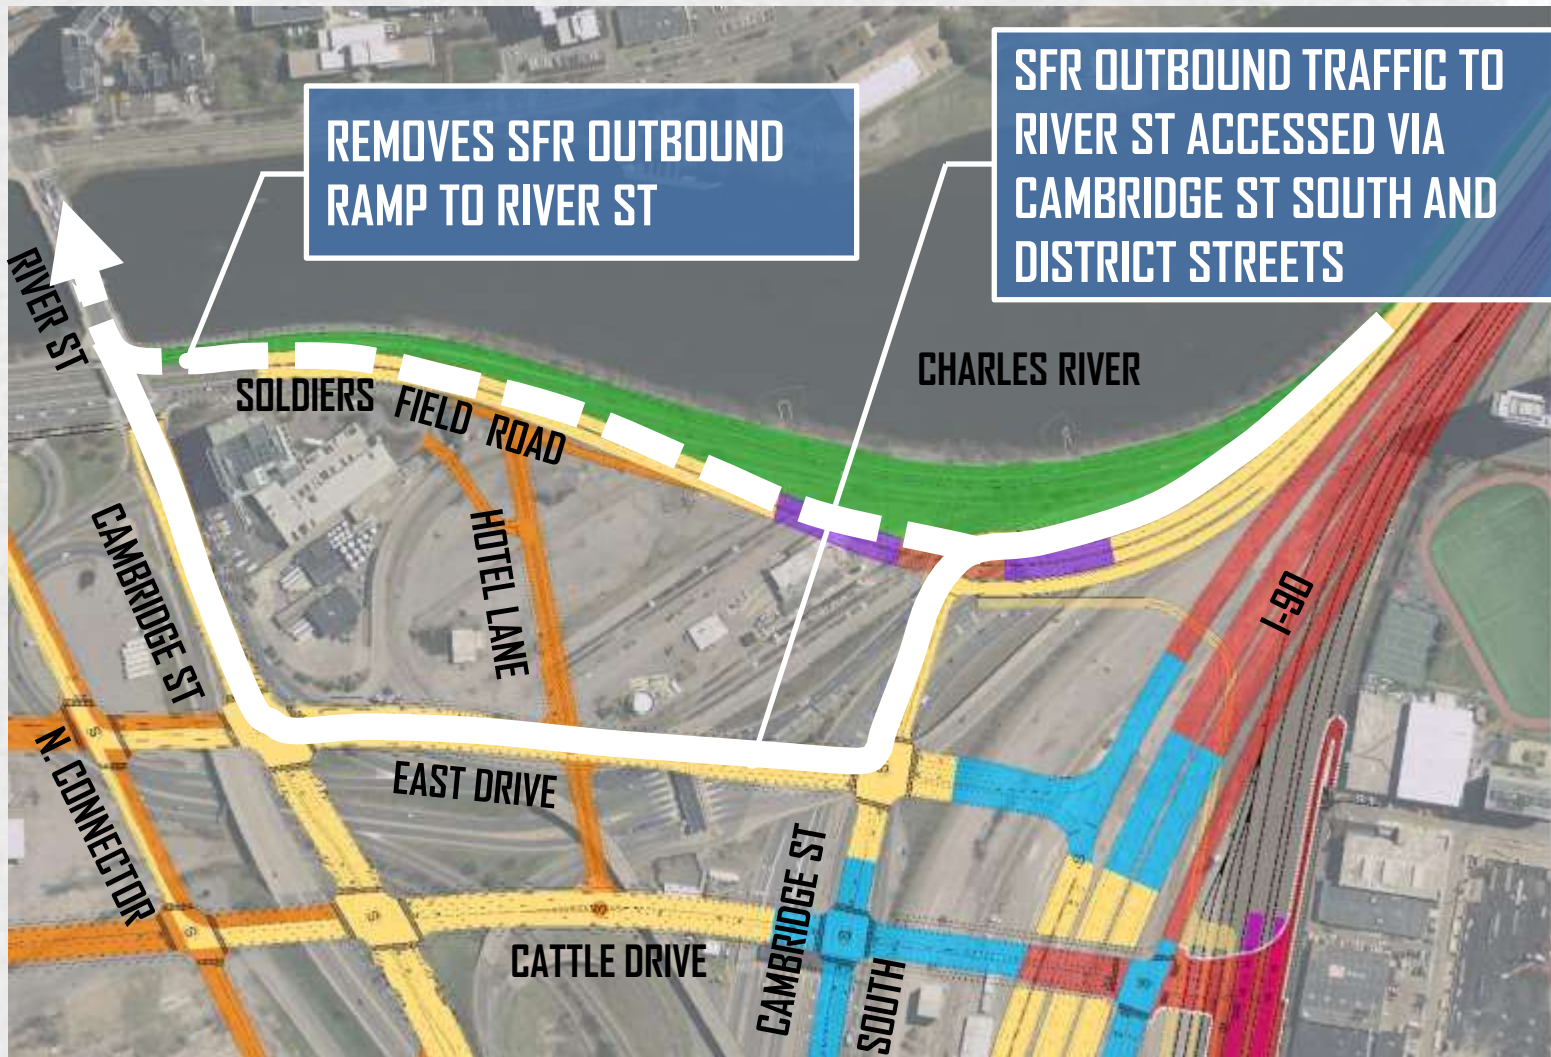 SFR OUTBOUND TRAFFIC TO
RIVER ST ACCESSED VIA
CAMBRIDGE ST SOUTH AND
DISTRICT STREETS
REMOVES SFR OUTBOUND
RAMP TO RIVER ST
RIVER ST
CHARLES RIVER
SOLDIERS FIELD ROAD
CAMBRIDGE ST
HOTEL LANE
I-90
N. CONNECTOR
EAST DRIVE
CAMBRIDGE ST
SOUTH
CATTLE DRIVE